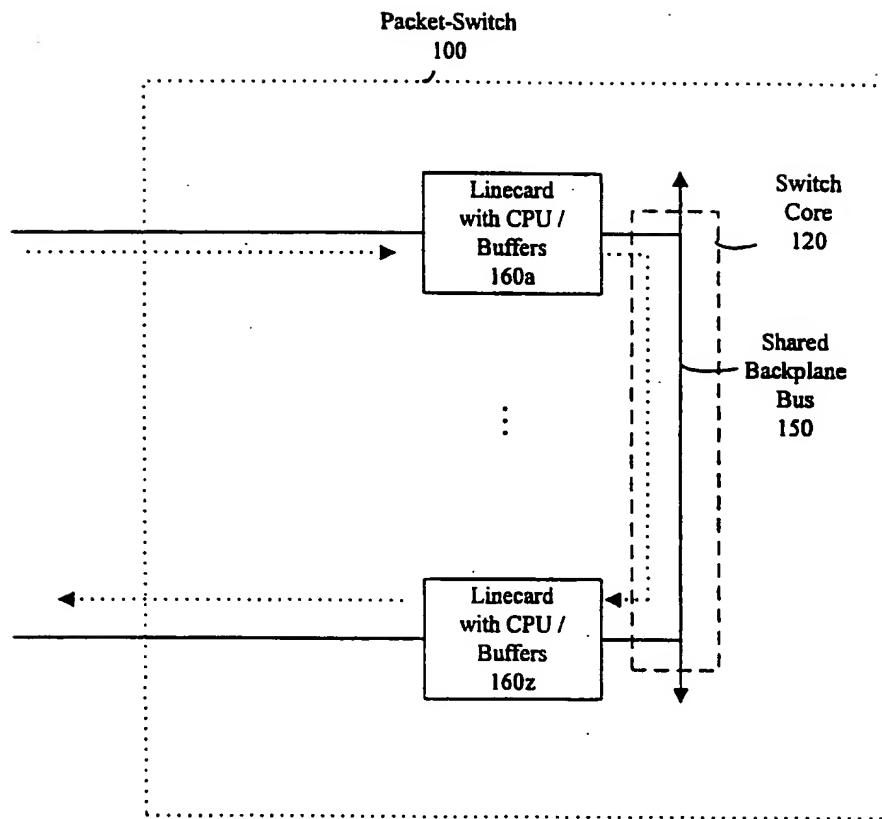 Packet-Switch
100
Linecard
with CPU /
Buffers
160a
Switch
Core
120
Shared
Backplane
Bus
150
Linecard
with CPU /
Buffers
160z